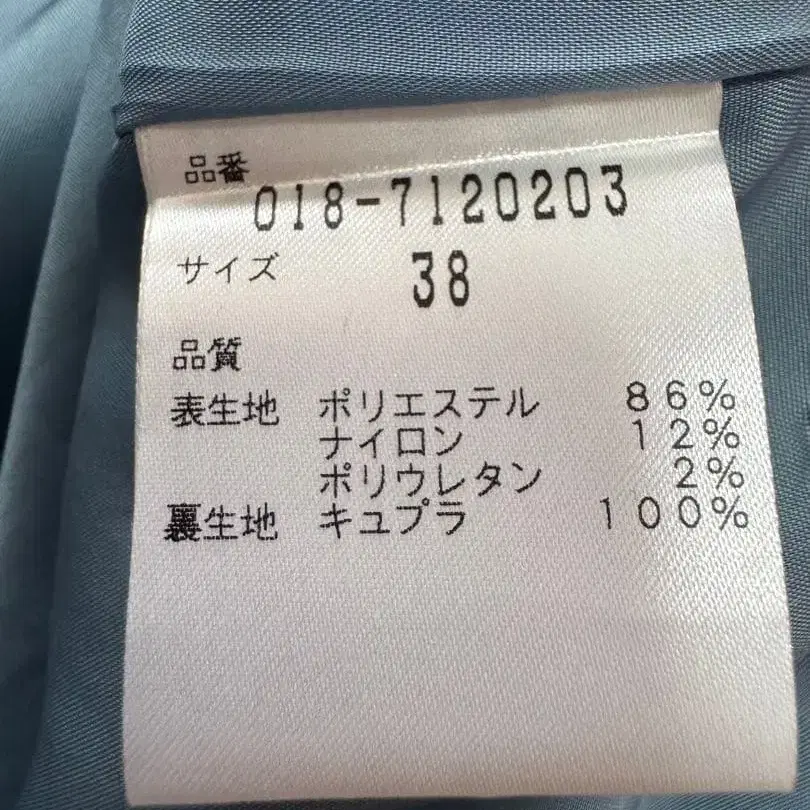 品番
018-7120203
サイズ 38
品質
表生地 ポリエステル 86%
ナイロン 12%
ポリウレタン 2%
裏生地 キュプラ 100%